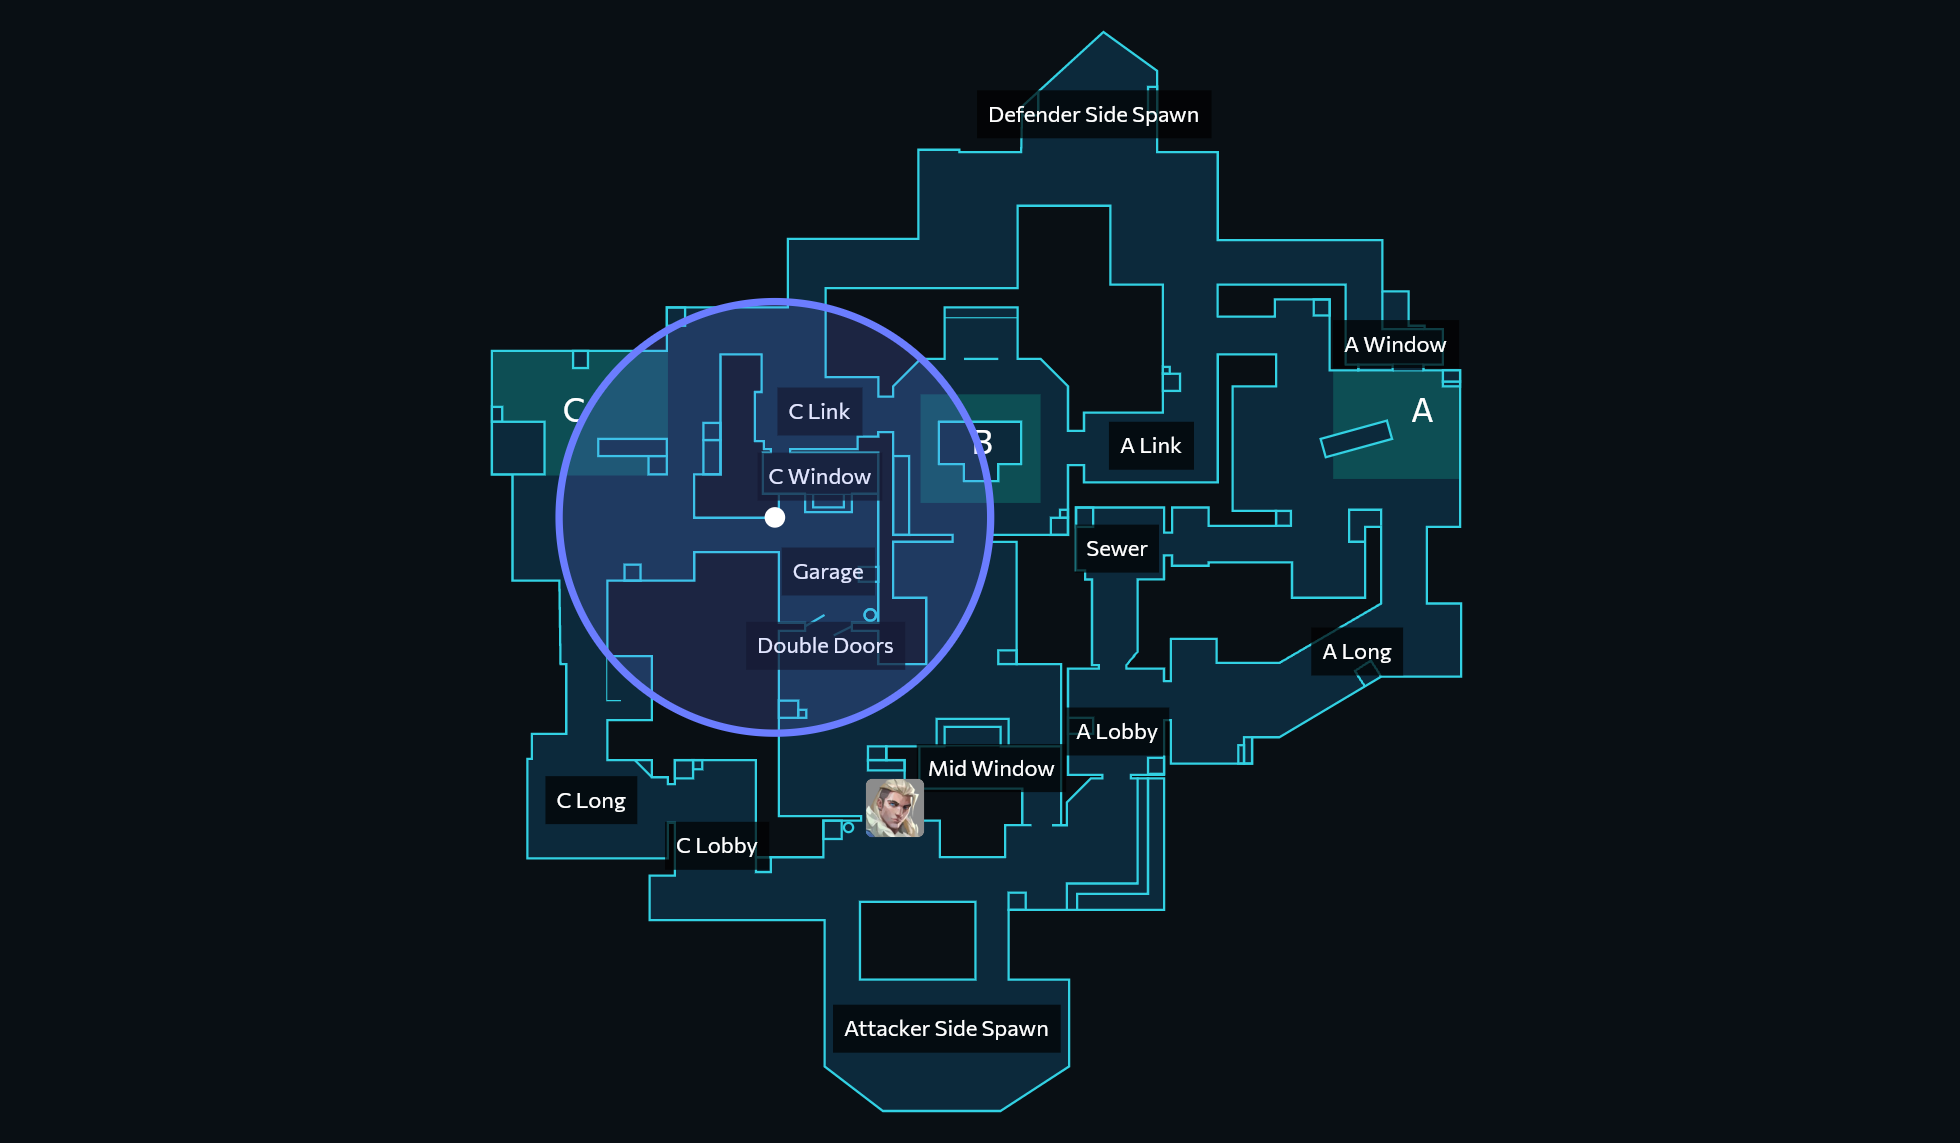 Defender Side Spawn
A Window
C
C Link
B
A Link
A
C Window
Sewer
Garage
Double Doors
A Long
A Lobby
Mid Window
C Long
C Lobby
Attacker Side Spawn